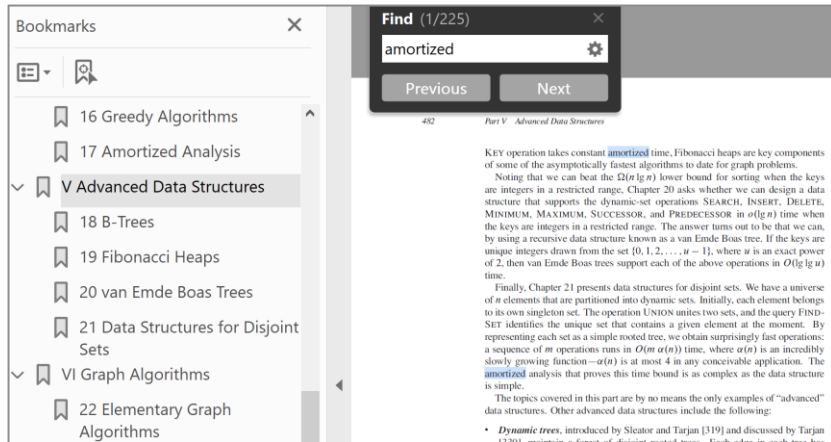 Bookmarks
16 Greedy Algorithms
17 Amortized Analysis
V Advanced Data Structures
18 B-Trees
19 Fibonacci Heaps
20 van Emde Boas Trees
21 Data Structures for Disjoint
Sets
VI Graph Algorithms
22 Elementary Graph
Algorithms
Find (1/225)
amortized
Previous Next
482 Part V Advanced Data Structures
KEY operation takes constant amortized time, Fibonacci heaps are key components
of some of the asymptotically fastest algorithms to date for graph problems.
Noting that we can beat the Ω(n lg n) lower bound for sorting when the keys
are integers in a restricted range, Chapter 20 asks whether we can design a data
structure that supports the dynamic-set operations SEARCH, INSERT, DELETE,
MINIMUM, MAXIMUM, SUCCESSOR, and PREDECESSOR in o(lg n) time when
the keys are integers in a restricted range. The answer turns out to be that we can,
by using a recursive data structure known as a van Emde Boas tree. If the keys are
unique integers drawn from the set {0, 1, 2, . . . , u − 1}, where u is an exact power
of 2, then van Emde Boas trees support each of the above operations in O(lg lg u)
time.
Finally, Chapter 21 presents data structures for disjoint sets. We have a universe
of n elements that are partitioned into dynamic sets. Initially, each element belongs
to its own singleton set. The operation UNION unites two sets, and the query FIND-
SET identifies the unique set that contains a given element at the moment. By
representing each set as a simple rooted tree, we obtain surprisingly fast operations:
a sequence of m operations runs in O(m α(n)) time, where α(n) is an incredibly
slowly growing function—α(n) is at most 4 in any conceivable application. The
amortized analysis that proves this time bound is as complex as the data structure
is simple.
The topics covered in this part are by no means the only examples of “advanced”
data structures. Other advanced data structures include the following:
• Dynamic trees, introduced by Sleator and Tarjan [319] and discussed by Tarjan